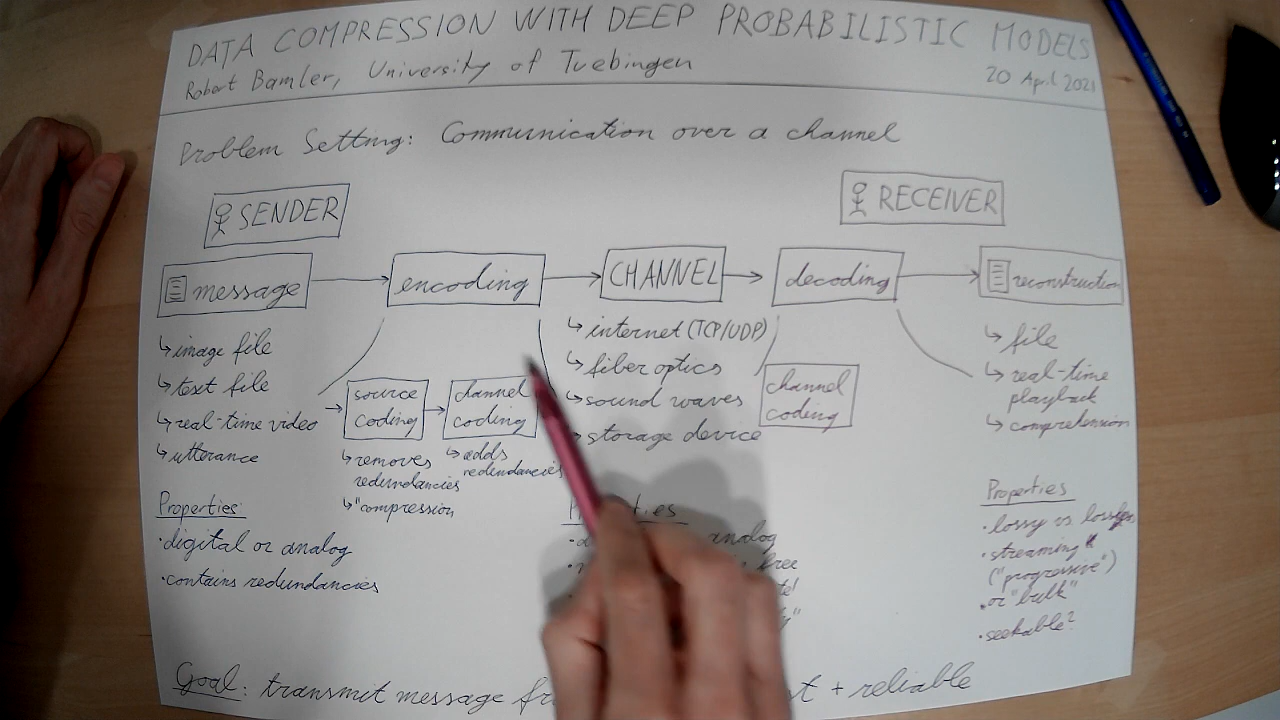 DATA COMPRESSION WITH DEEP PROBABILISTIC MODELS
Robert Bamler, University of Tuebingen
20 April 2021
Problem Setting: Communication over a channel
SENDER
RECEIVER
message
encoding
CHANNEL
decoding
reconstruction
↳ image file
↳ text file
↳ real-time video
↳ utterance
Properties:
· digital or analog
· contains redundancies
source
coding
↳ removes
redundancies
↳ "compression
channel
coding
↳ adds
redundancies
↳ internet (TCP/UDP)
↳ fiber optics
↳ sound waves
storage device
analog
free
channel
coding
↳ file
↳ real-time
playback
↳ comprehension
Properties
· lossy vs. lossless
· streaming"
("progressive")
· or "bulk"
· seekable?
Goal: transmit message
+ reliable